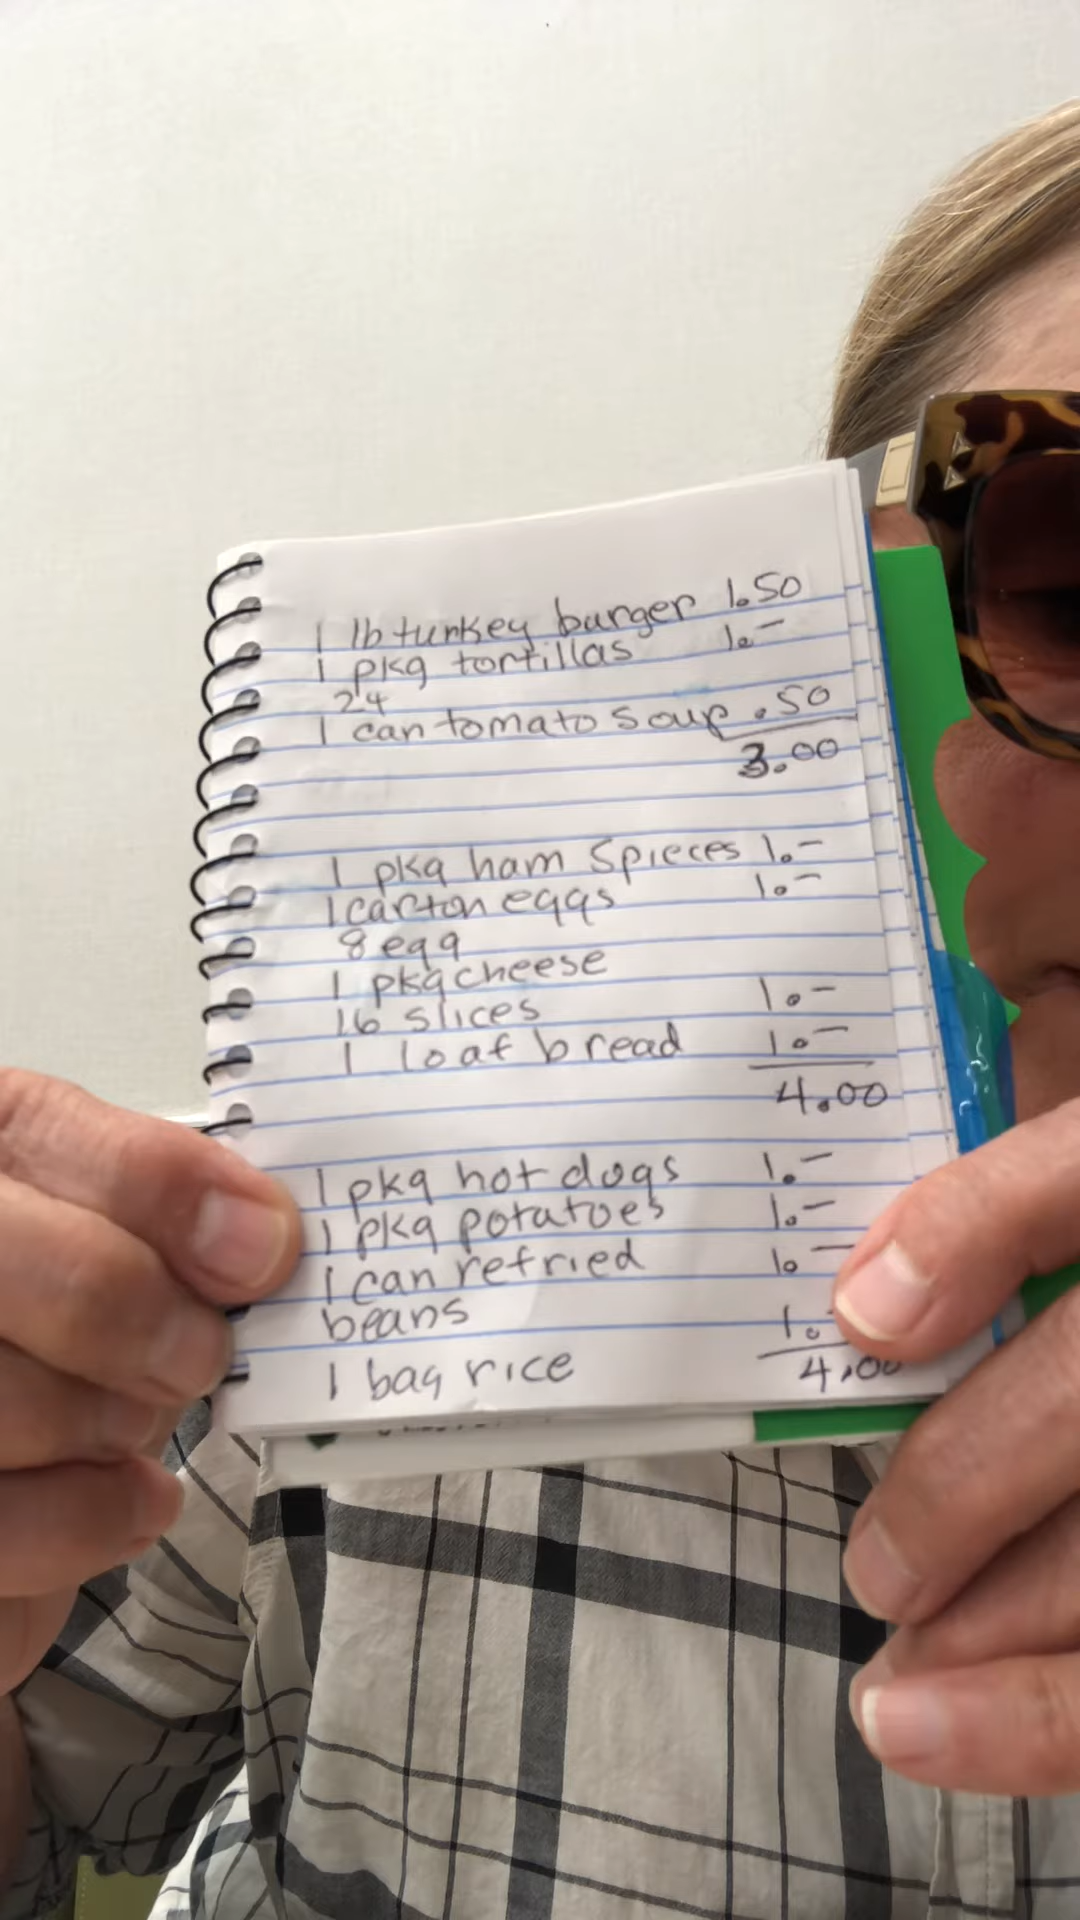 1 lb turkey burger 1.50
1 pkg tortillas 1.-
24
1 can tomato soup .50
3.00
1 pkg ham 5 pieces 1.-
1 carton eggs 1.-
8 egg
1 pkg cheese
16 slices 1.-
1 loaf bread 1.-
4.00
1 pkg hot dogs 1.-
1 pkg potatoes 1.-
1 can refried 1.-
beans
1 bag rice 1.-
4.00